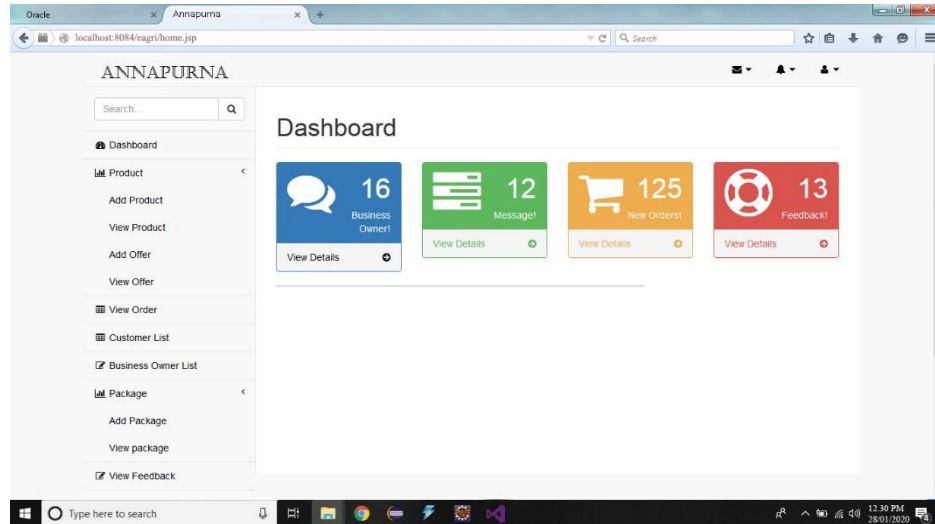 Oracle
Annapurna
localhost:8084/eagri/home.jsp
Search
ANNAPURNA
Search...
Dashboard
Product
Add Product
View Product
Add Offer
View Offer
View Order
Customer List
Business Owner List
Package
Add Package
View package
View Feedback
Dashboard
16
Business
Owner!
View Details
12
Message!
View Details
125
New Orders!
View Details
13
Feedback!
View Details
Type here to search
12.30 PM
28/01/2020
4